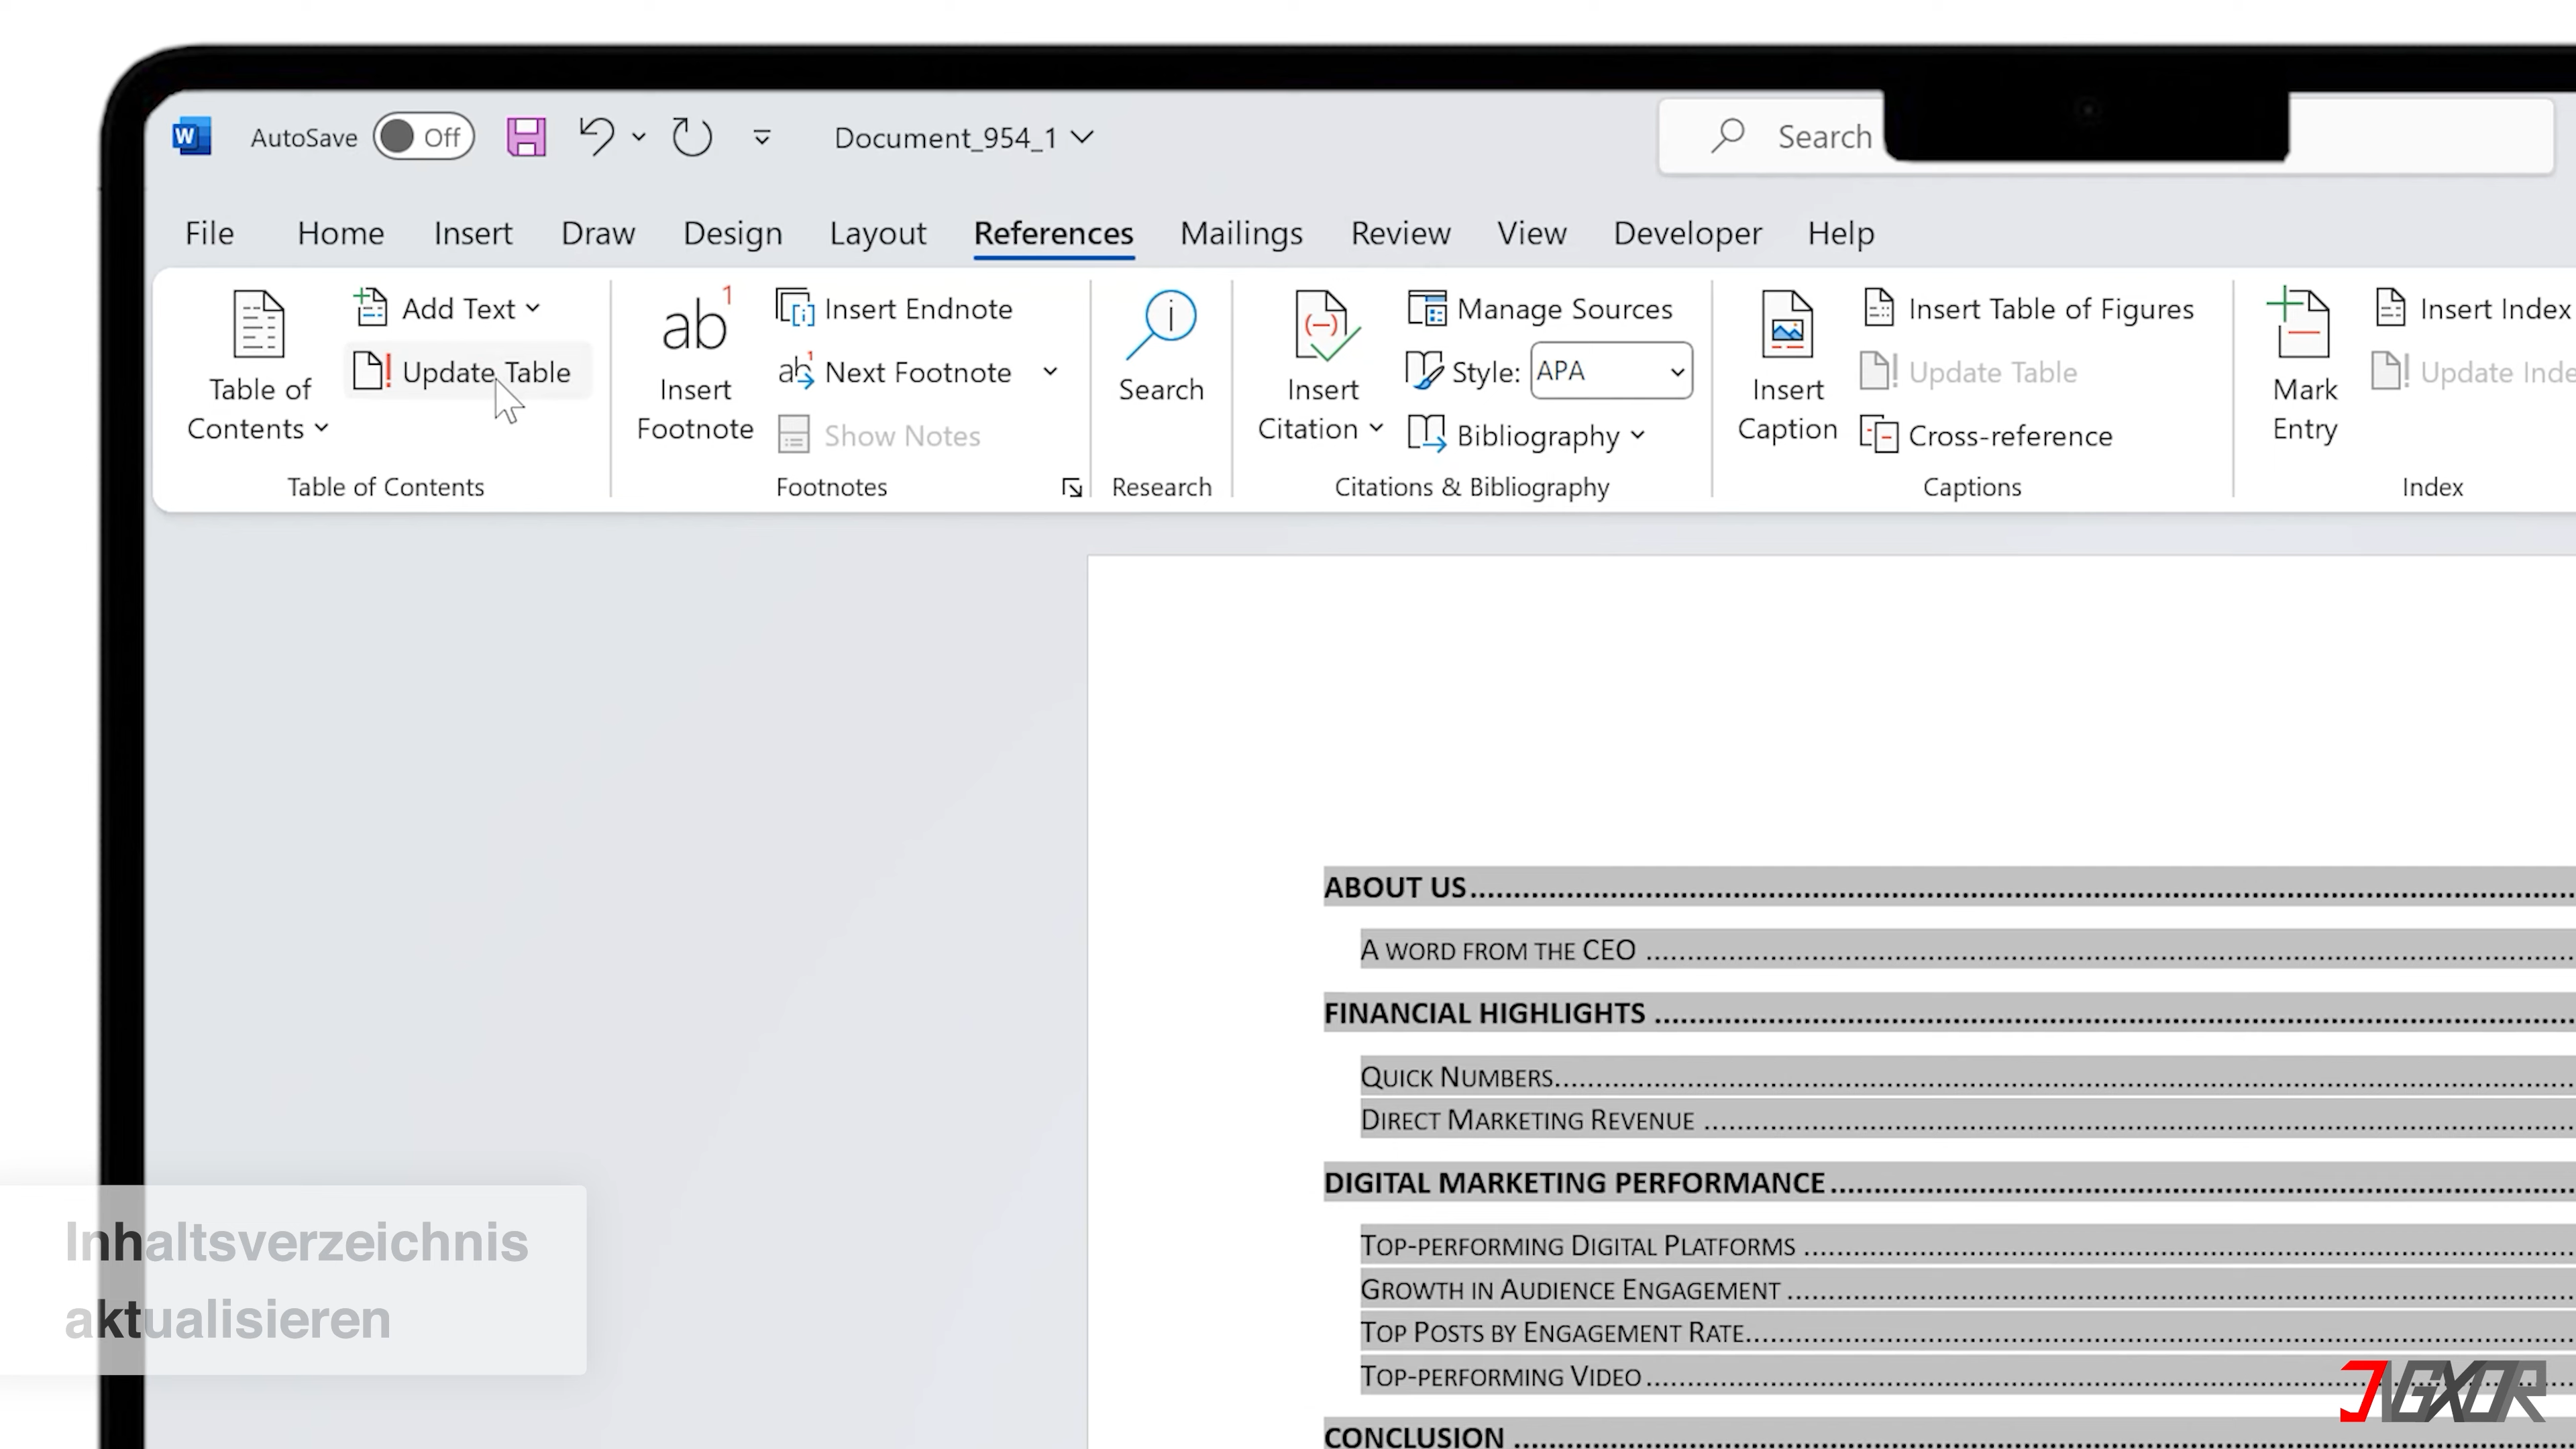 AutoSave Off Document_954_1 Search
File Home Insert Draw Design Layout References Mailings Review View Developer Help
Table of
Contents
Add Text
Update Table
Table of Contents
ab1
Insert
Footnote
Insert Endnote
Next Footnote
Show Notes
Footnotes
Search
Research
Insert
Citation
Manage Sources
Style: APA
Bibliography
Citations & Bibliography
Insert
Caption
Insert Table of Figures
Update Table
Cross-reference
Captions
Mark
Entry
Insert Index
Update Inde
Index
ABOUT US
A WORD FROM THE CEO
FINANCIAL HIGHLIGHTS
QUICK NUMBERS
DIRECT MARKETING REVENUE
DIGITAL MARKETING PERFORMANCE
TOP-PERFORMING DIGITAL PLATFORMS
GROWTH IN AUDIENCE ENGAGEMENT
TOP POSTS BY ENGAGEMENT RATE
TOP-PERFORMING VIDEO
CONCLUSION
Inhaltsverzeichnis
aktualisieren